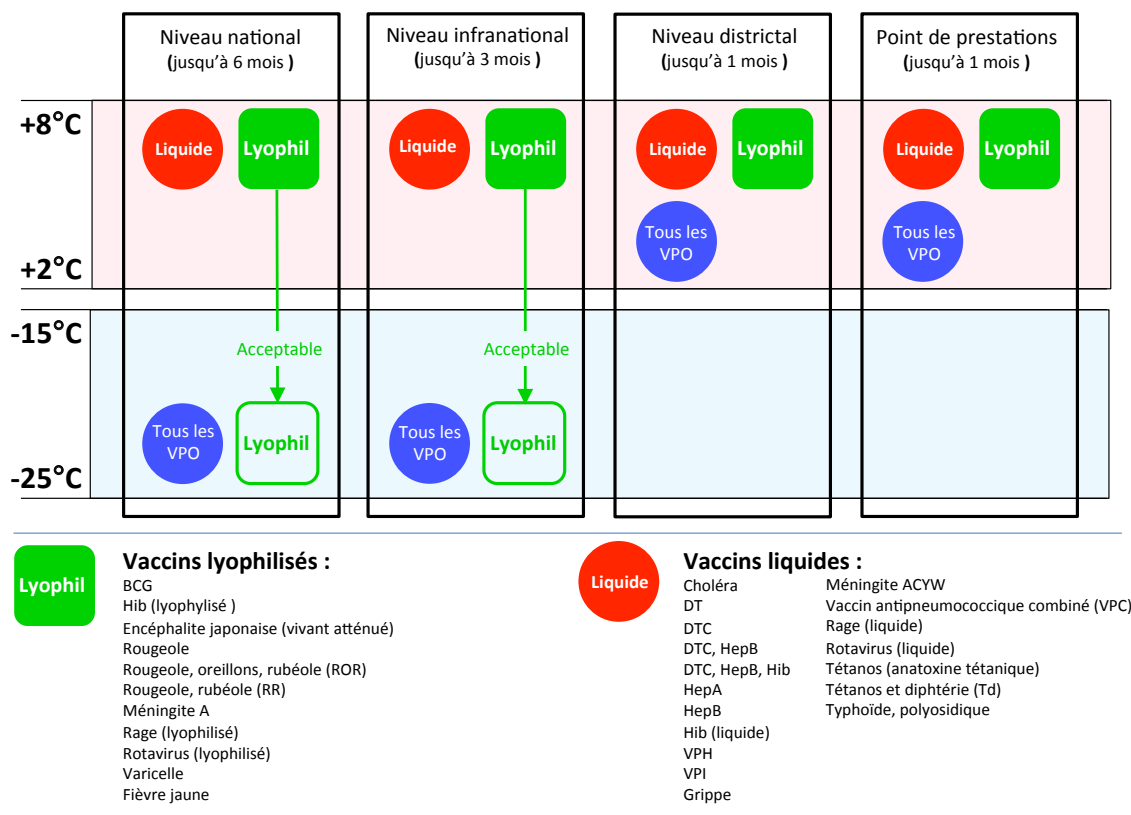 Niveau national
(jusqu'à 6 mois )
Niveau infranational
(jusqu'à 3 mois )
Niveau districtal
(jusqu'à 1 mois )
Point de prestations
(jusqu'à 1 mois )
+8°C
Liquide
Lyophil
Liquide
Lyophil
Liquide
Lyophil
Liquide
Lyophil
Tous les
VPO
Tous les
VPO
+2°C
-15°C
Acceptable
Acceptable
Tous les
VPO
Lyophil
Tous les
VPO
Lyophil
-25°C
Lyophil
Vaccins lyophilisés :
BCG
Hib (lyophylisé )
Encéphalite japonaise (vivant atténué)
Rougeole
Rougeole, oreillons, rubéole (ROR)
Rougeole, rubéole (RR)
Méningite A
Rage (lyophilisé)
Rotavirus (lyophilisé)
Varicelle
Fièvre jaune
Liquide
Vaccins liquides :
Choléra
DT
DTC
DTC, HepB
DTC, HepB, Hib
HepA
HepB
Hib (liquide)
VPH
VPI
Grippe
Méningite ACYW
Vaccin antipneumococcique combiné (VPC)
Rage (liquide)
Rotavirus (liquide)
Tétanos (anatoxine tétanique)
Tétanos et diphtérie (Td)
Typhoïde, polyosidique